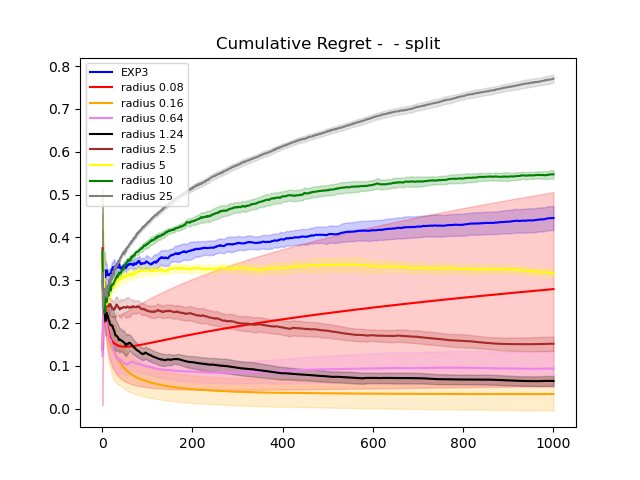 Cumulative Regret -  - split
EXP3
radius 0.08
radius 0.16
radius 0.64
radius 1.24
radius 2.5
radius 5
radius 10
radius 25
0.8
0.7
0.6
0.5
0.4
0.3
0.2
0.1
0.0
0 200 400 600 800 1000